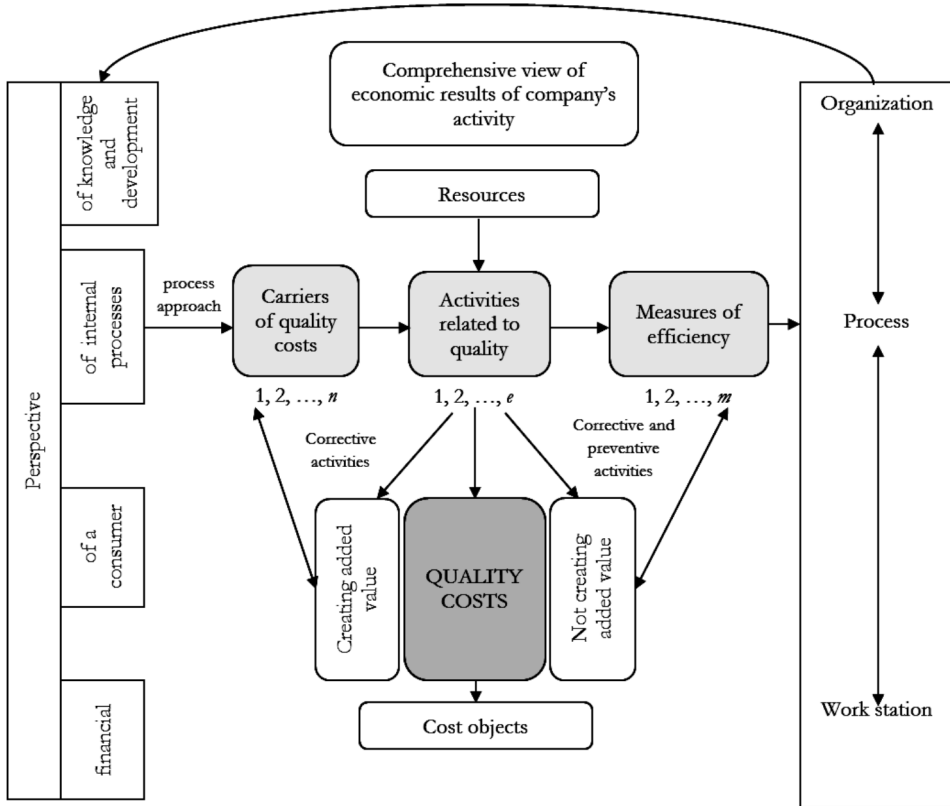 Comprehensive view of
economic results of company's
activity
Organization
of knowledge
and
development
Resources
process
approach
of internal
processes
Carriers
of quality
costs
Activities
related to
quality
Measures of
efficiency
Process
1, 2, …, n
1, 2, …, e
1, 2, …, m
Perspective
Corrective
activities
Corrective and
preventive
activities
of a
consumer
Creating added
value
QUALITY
COSTS
Not creating
added value
financial
Cost objects
Work station